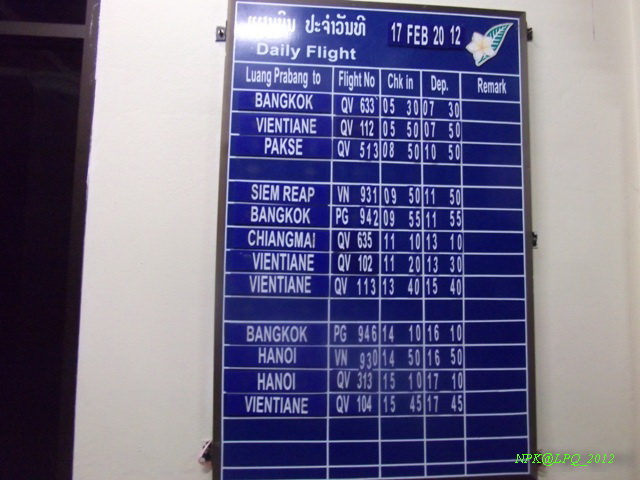 ແຜນບິນ ປະຈຳວັນທີ 17 FEB 20 12
Daily Flight
Luang Prabang to Flight No Chk in Dep. Remark
BANGKOK QV 633 05 30 07 30
VIENTIANE QV 112 05 50 07 50
PAKSE QV 513 08 50 10 50
SIEM REAP VN 931 09 50 11 50
BANGKOK PG 942 09 55 11 55
CHIANGMAI QV 635 11 10 13 10
VIENTIANE QV 102 11 20 13 30
VIENTIANE QV 113 13 40 15 40
BANGKOK PG 946 14 10 16 10
HANOI VN 930 14 50 16 50
HANOI QV 313 15 10 17 10
VIENTIANE QV 104 15 45 17 45
NPK@LPQ_2012